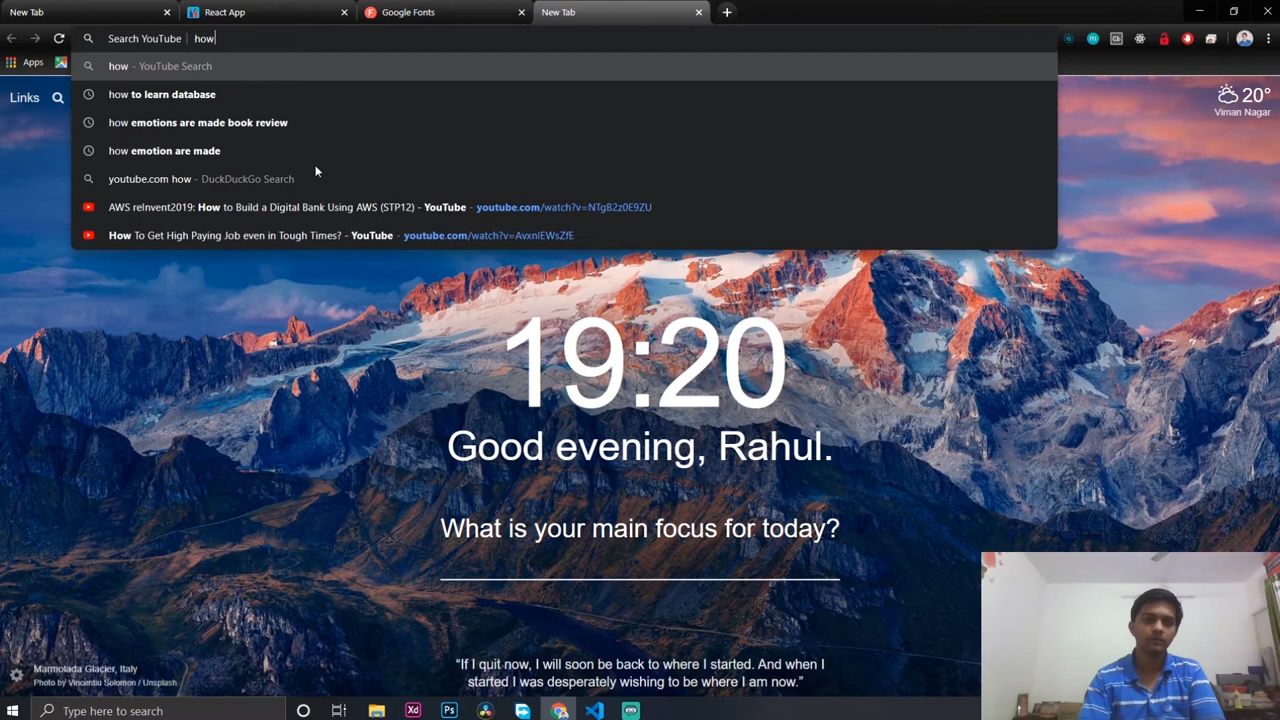 New Tab
React App
Google Fonts
New Tab
Search YouTube | how
Apps
how - YouTube Search
how to learn database
how emotions are made book review
how emotion are made
youtube.com how - DuckDuckGo Search
AWS reInvent2019: How to Build a Digital Bank Using AWS (STP12) - YouTube - youtube.com/watch?v=NTgB2z0E9ZU
How To Get High Paying Job even in Tough Times? - YouTube - youtube.com/watch?v=AvxnIEWsZfE
Links
20°
Viman Nagar
19:20
Good evening, Rahul.
What is your main focus for today?
“If I quit now, I will soon be back to where I started. And when I
started I was desperately wishing to be where I am now.”
Marmolada Glacier, Italy
Photo by Vincentiu Solomon / Unsplash
Type here to search
Xd
Ps